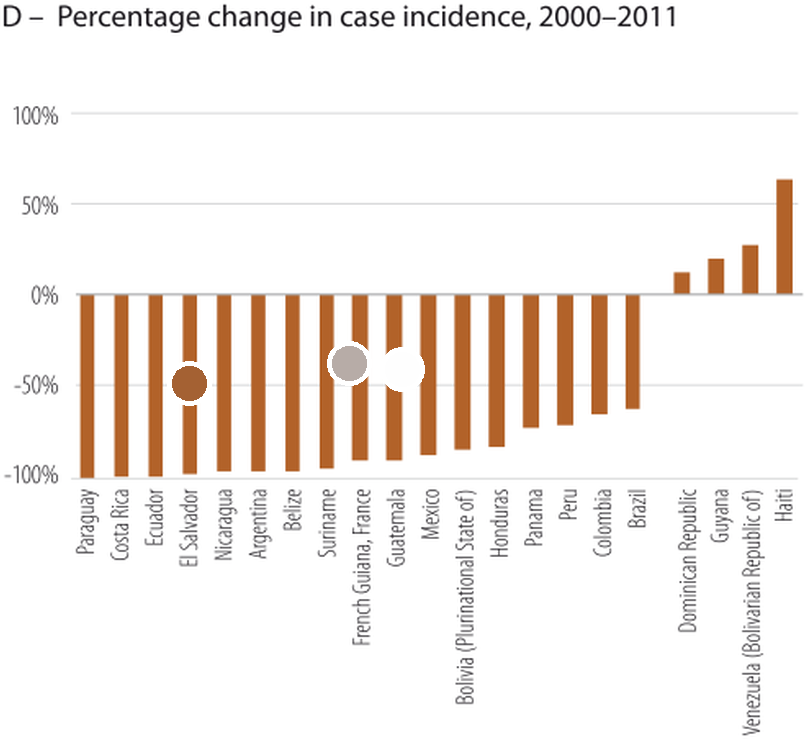 D – Percentage change in case incidence, 2000–2011
100%
50%
0%
-50%
-100%
Paraguay
Costa Rica
Ecuador
El Salvador
Nicaragua
Argentina
Belize
Suriname
French Guiana, France
Guatemala
Mexico
Bolivia (Plurinational State of)
Honduras
Panama
Peru
Colombia
Brazil
Dominican Republic
Guyana
Venezuela (Bolivarian Republic of)
Haiti